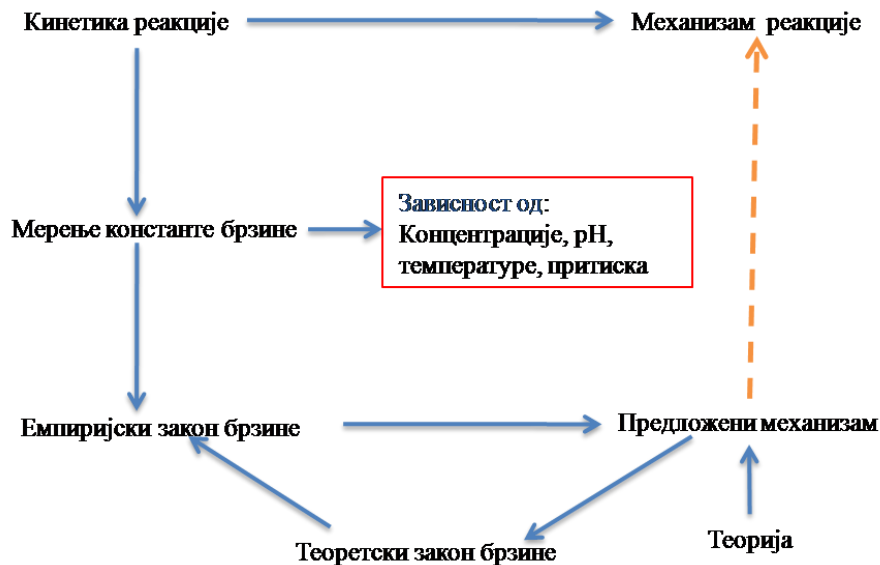 Кинетика реакције
Механизам реакције
Мерење константе брзине
Зависност од:
Концентрације, pH,
температуре, притиска
Емпиријски закон брзине
Предложени механизам
Теоретски закон брзине
Теорија